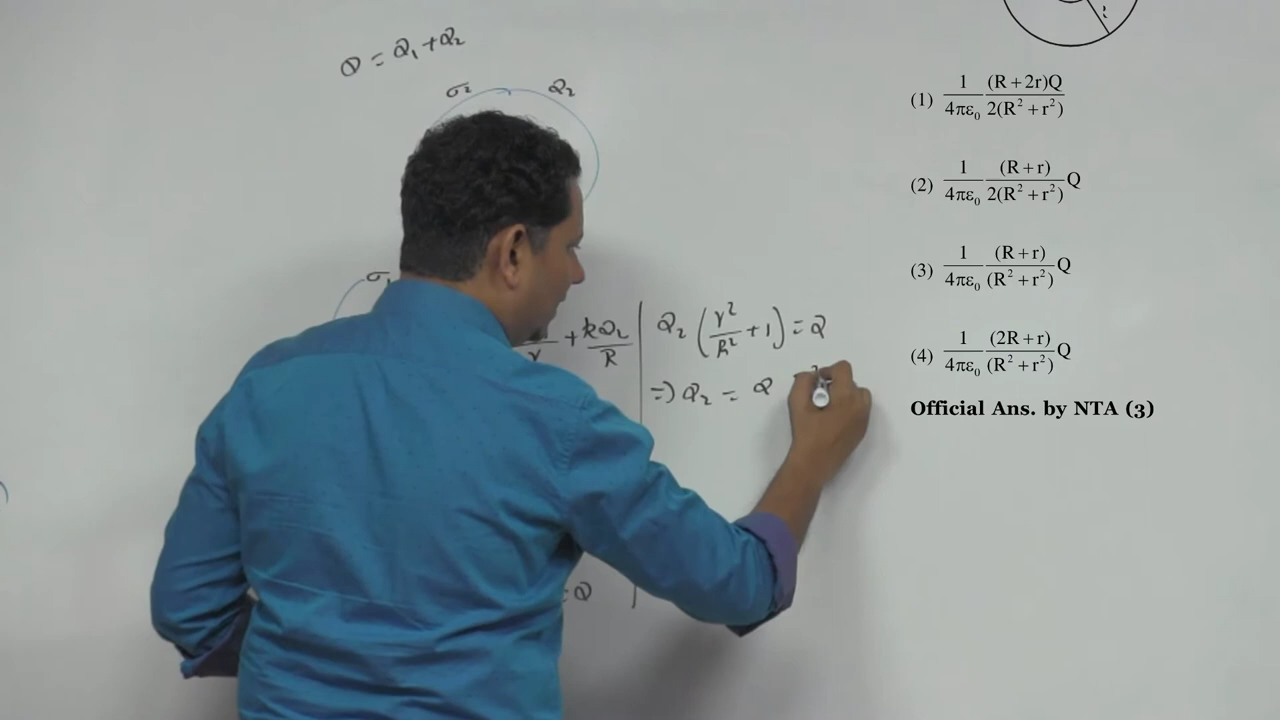 Q = Q₁ + Q₂
σ₂ Q₂
σ₁
+ kQ₂/R
Q₂ (r²/R² + 1) = Q
⇒ Q₂ = Q
= Q
r
(1) 1/4πε₀ (R + 2r)Q/2(R² + r²)
(2) 1/4πε₀ (R + r)/2(R² + r²) Q
(3) 1/4πε₀ (R + r)/(R² + r²) Q
(4) 1/4πε₀ (2R + r)/(R² + r²) Q
Official Ans. by NTA (3)